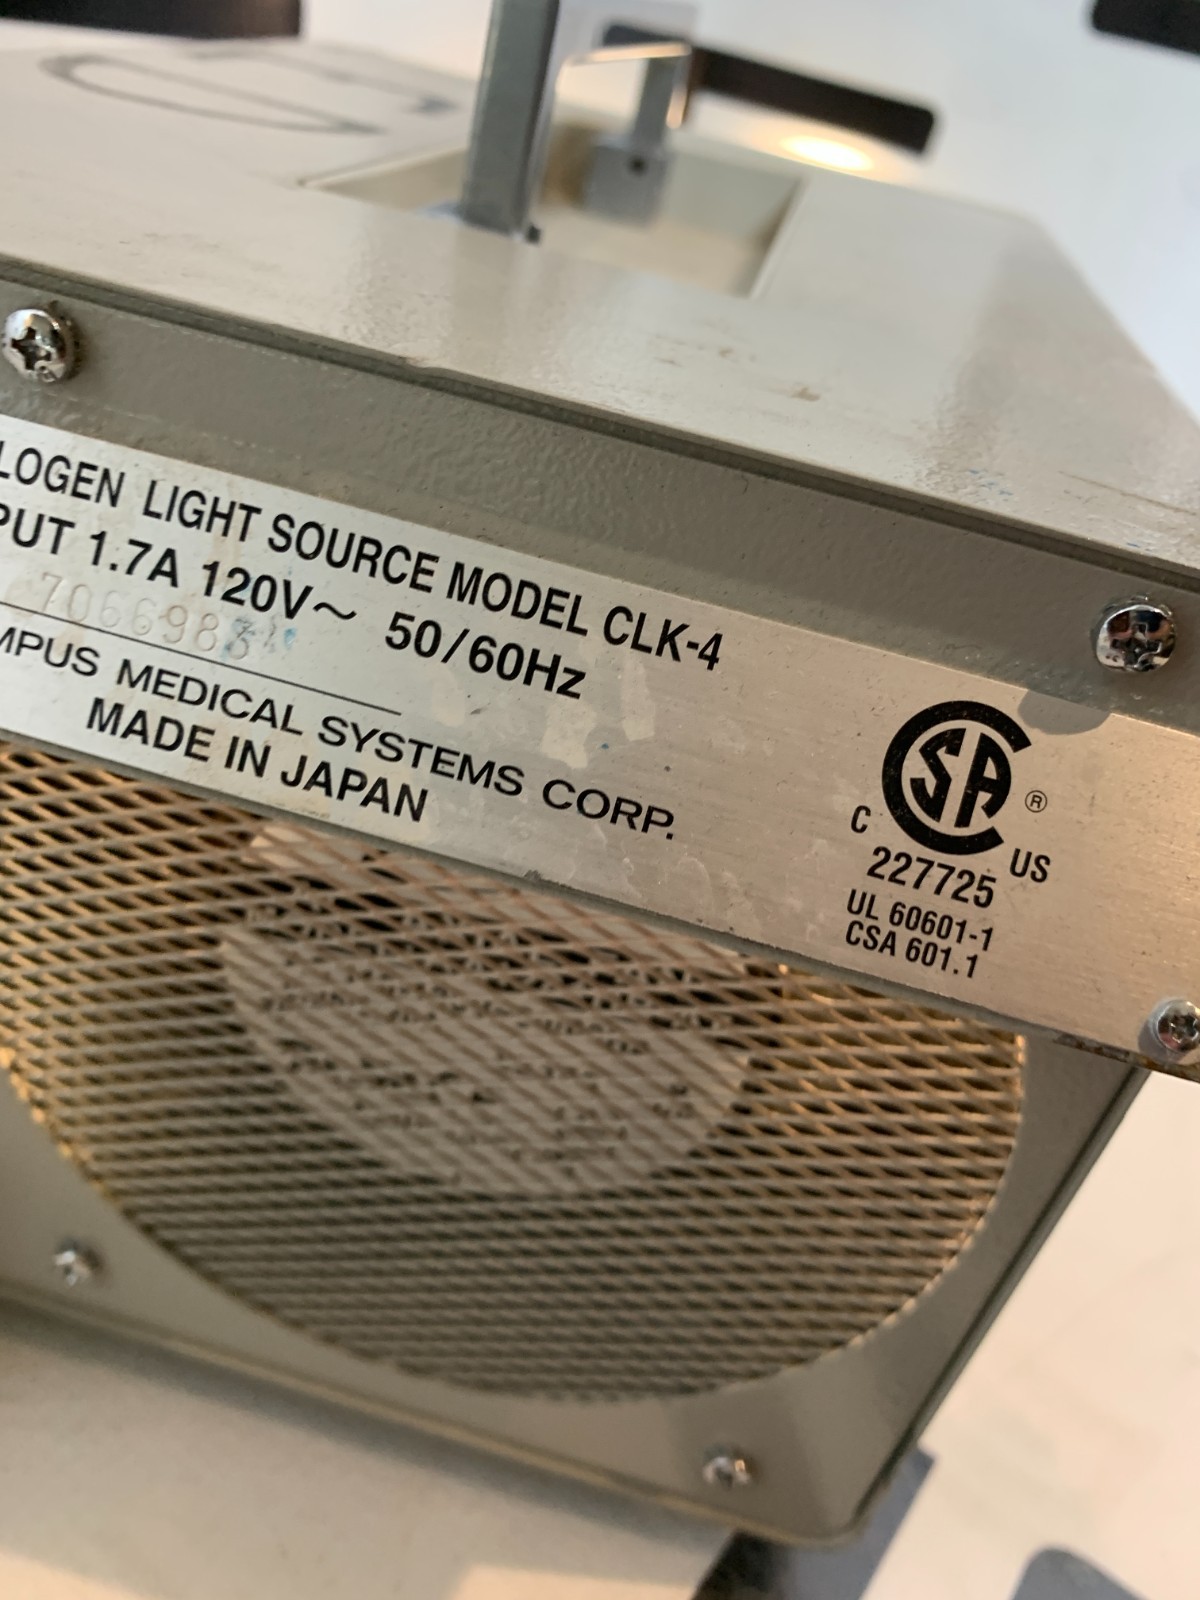 LOGEN LIGHT SOURCE MODEL CLK-4
PUT 1.7A 120V~ 50/60Hz
MPUS MEDICAL SYSTEMS CORP.
MADE IN JAPAN
CSA ®
C US
227725
UL 60601-1
CSA 601.1